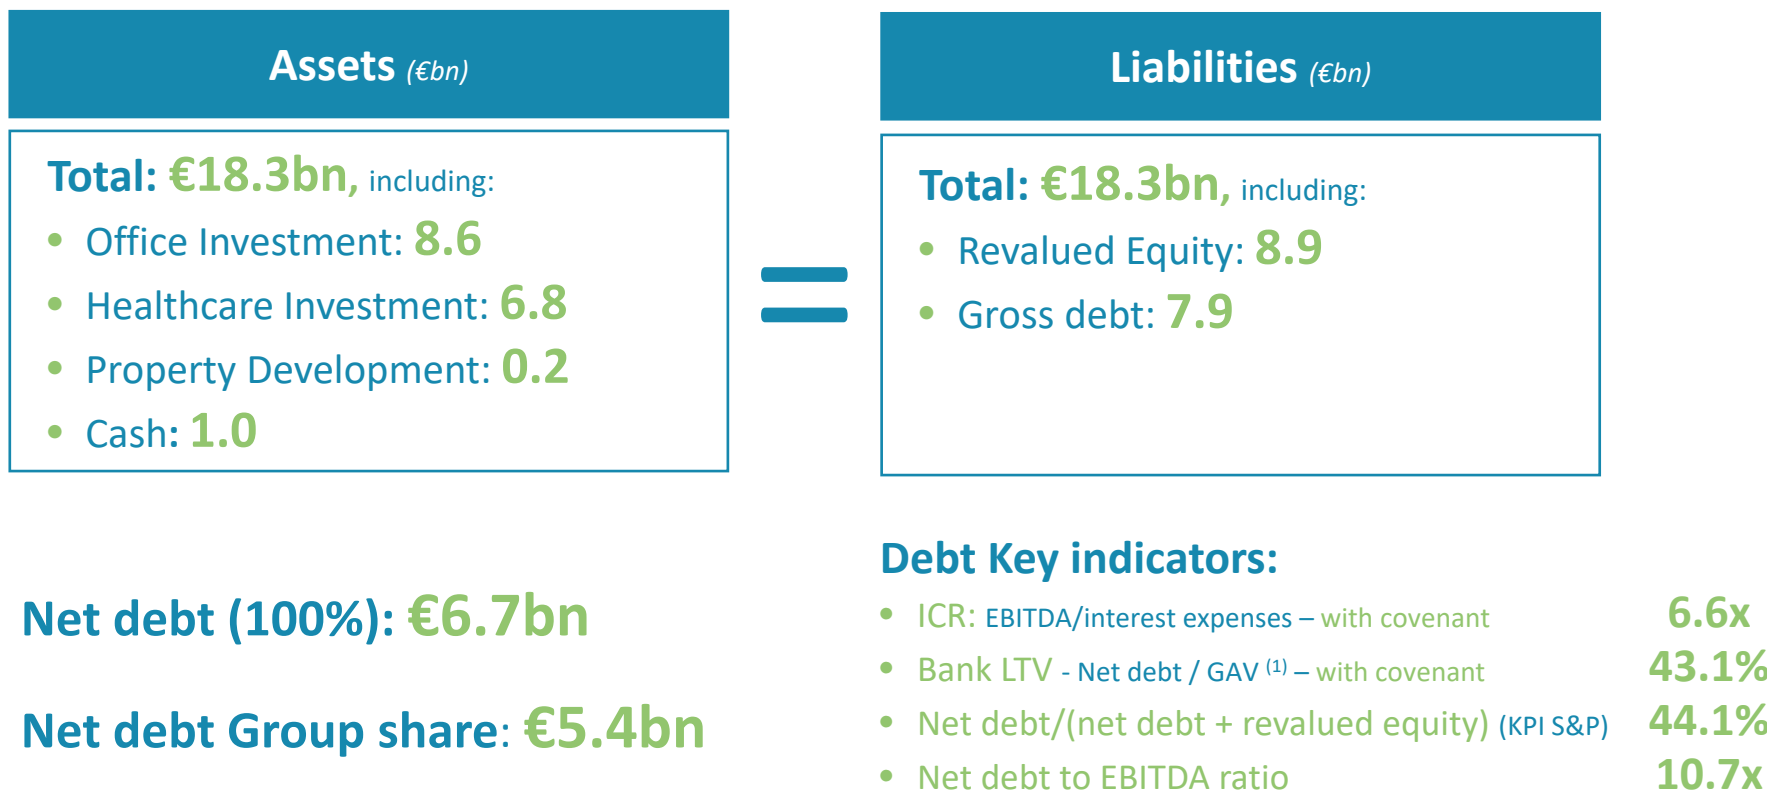 Assets (€bn)
Total: €18.3bn, including:
• Office Investment: 8.6
• Healthcare Investment: 6.8
• Property Development: 0.2
• Cash: 1.0
=
Liabilities (€bn)
Total: €18.3bn, including:
• Revalued Equity: 8.9
• Gross debt: 7.9
Net debt (100%): €6.7bn
Net debt Group share: €5.4bn
Debt Key indicators:
• ICR: EBITDA/interest expenses – with covenant 6.6x
• Bank LTV - Net debt / GAV (1) – with covenant 43.1%
• Net debt/(net debt + revalued equity) (KPI S&P) 44.1%
• Net debt to EBITDA ratio 10.7x